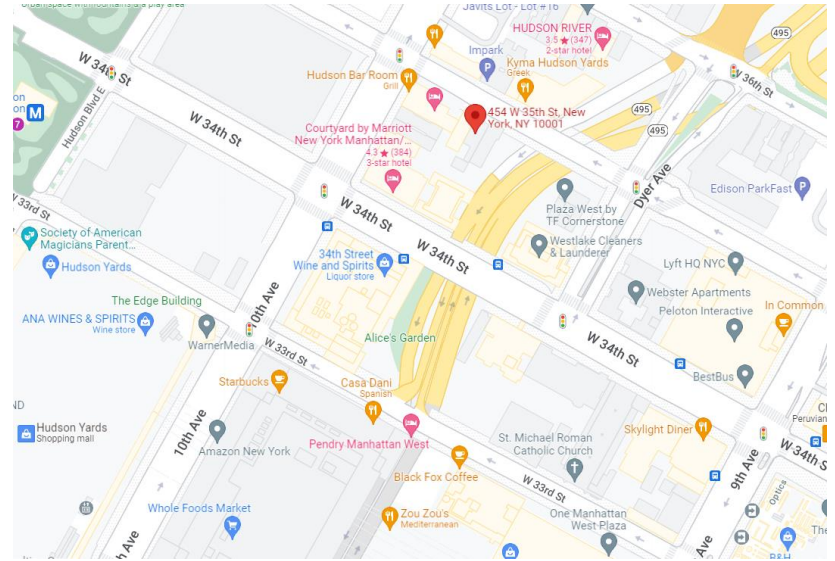 Javits Lot - Lot #16
HUDSON RIVER
3.5 ★ (347)
2-star hotel
495
W 34th St
Impark
Kyma Hudson Yards
Greek
W 36th St
Hudson Bar Room
Grill
454 W 35th St, New
York, NY 10001
495
495
Hudson Blvd E
M
7
W 34th St
Courtyard by Marriott
New York Manhattan/...
4.3 ★ (384)
3-star hotel
Dyer Ave
Edison ParkFast
W 33rd St
W 34th St
Plaza West by
TF Cornerstone
Society of American
Magicians Parent...
W 34th St
Westlake Cleaners
& Launderer
Hudson Yards
34th Street
Wine and Spirits
Liquor store
Lyft HQ NYC
Webster Apartments
The Edge Building
10th Ave
Peloton Interactive
In Common
ANA WINES & SPIRITS
Wine store
WarnerMedia
Alice's Garden
W 34th St
W 33rd St
BestBus
Starbucks
Casa Dani
Spanish
Hudson Yards
Shopping mall
10th Ave
Amazon New York
Pendry Manhattan West
St. Michael Roman
Catholic Church
Skylight Diner
Peruvian
W 34th S
9th Ave
Black Fox Coffee
W 33rd St
Optics
Whole Foods Market
Zou Zou's
Mediterranean
One Manhattan
West Plaza
The
Ave
B&H